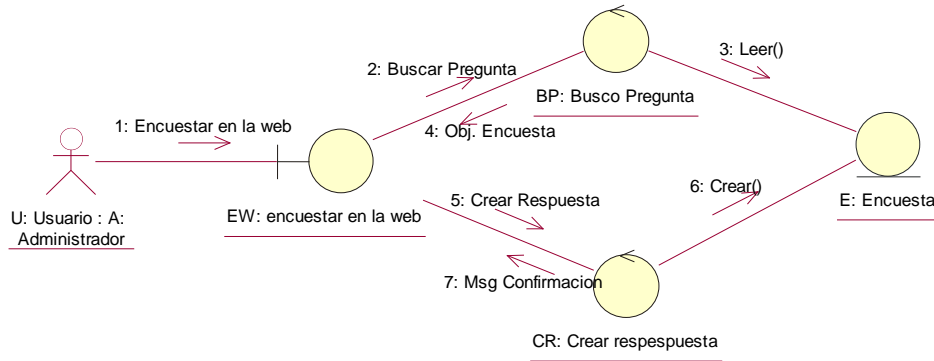 3: Leer()
2: Buscar Pregunta
BP: Busco Pregunta
1: Encuestar en la web
4: Obj. Encuesta
6: Crear()
5: Crear Respuesta
E: Encuesta
U: Usuario : A:
Administrador
EW: encuestar en la web
7: Msg Confirmacion
CR: Crear respespuesta